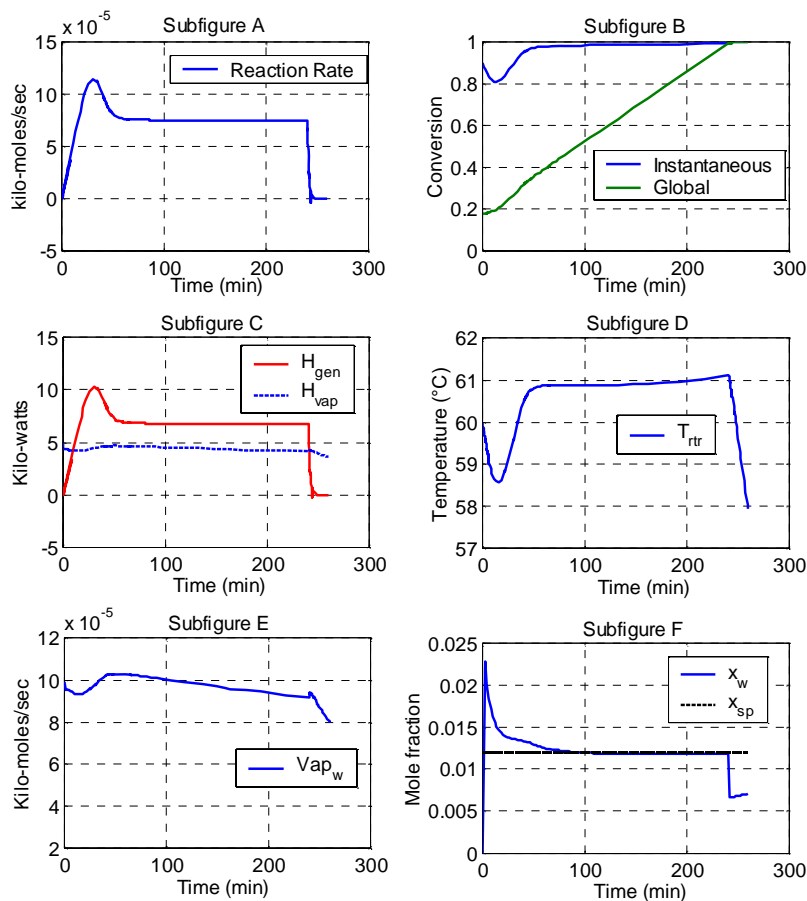 Subfigure A
x 10^-5
15
10
5
0
-5
kilo-moles/sec
Reaction Rate
0 100 200 300
Time (min)
Subfigure B
1
0.8
0.6
0.4
0.2
0
Conversion
Instantaneous
Global
0 100 200 300
Time (min)
Subfigure C
15
10
5
0
-5
Kilo-watts
H_gen
H_vap
0 100 200 300
Time (min)
Subfigure D
62
61
60
59
58
57
Temperature (°C)
T_rtr
0 100 200 300
Time (min)
Subfigure E
x 10^-5
12
10
8
6
4
2
Kilo-moles/sec
Vap_w
0 100 200 300
Time (min)
Subfigure F
0.025
0.02
0.015
0.01
0.005
0
Mole fraction
x_w
x_sp
0 100 200 300
Time (min)